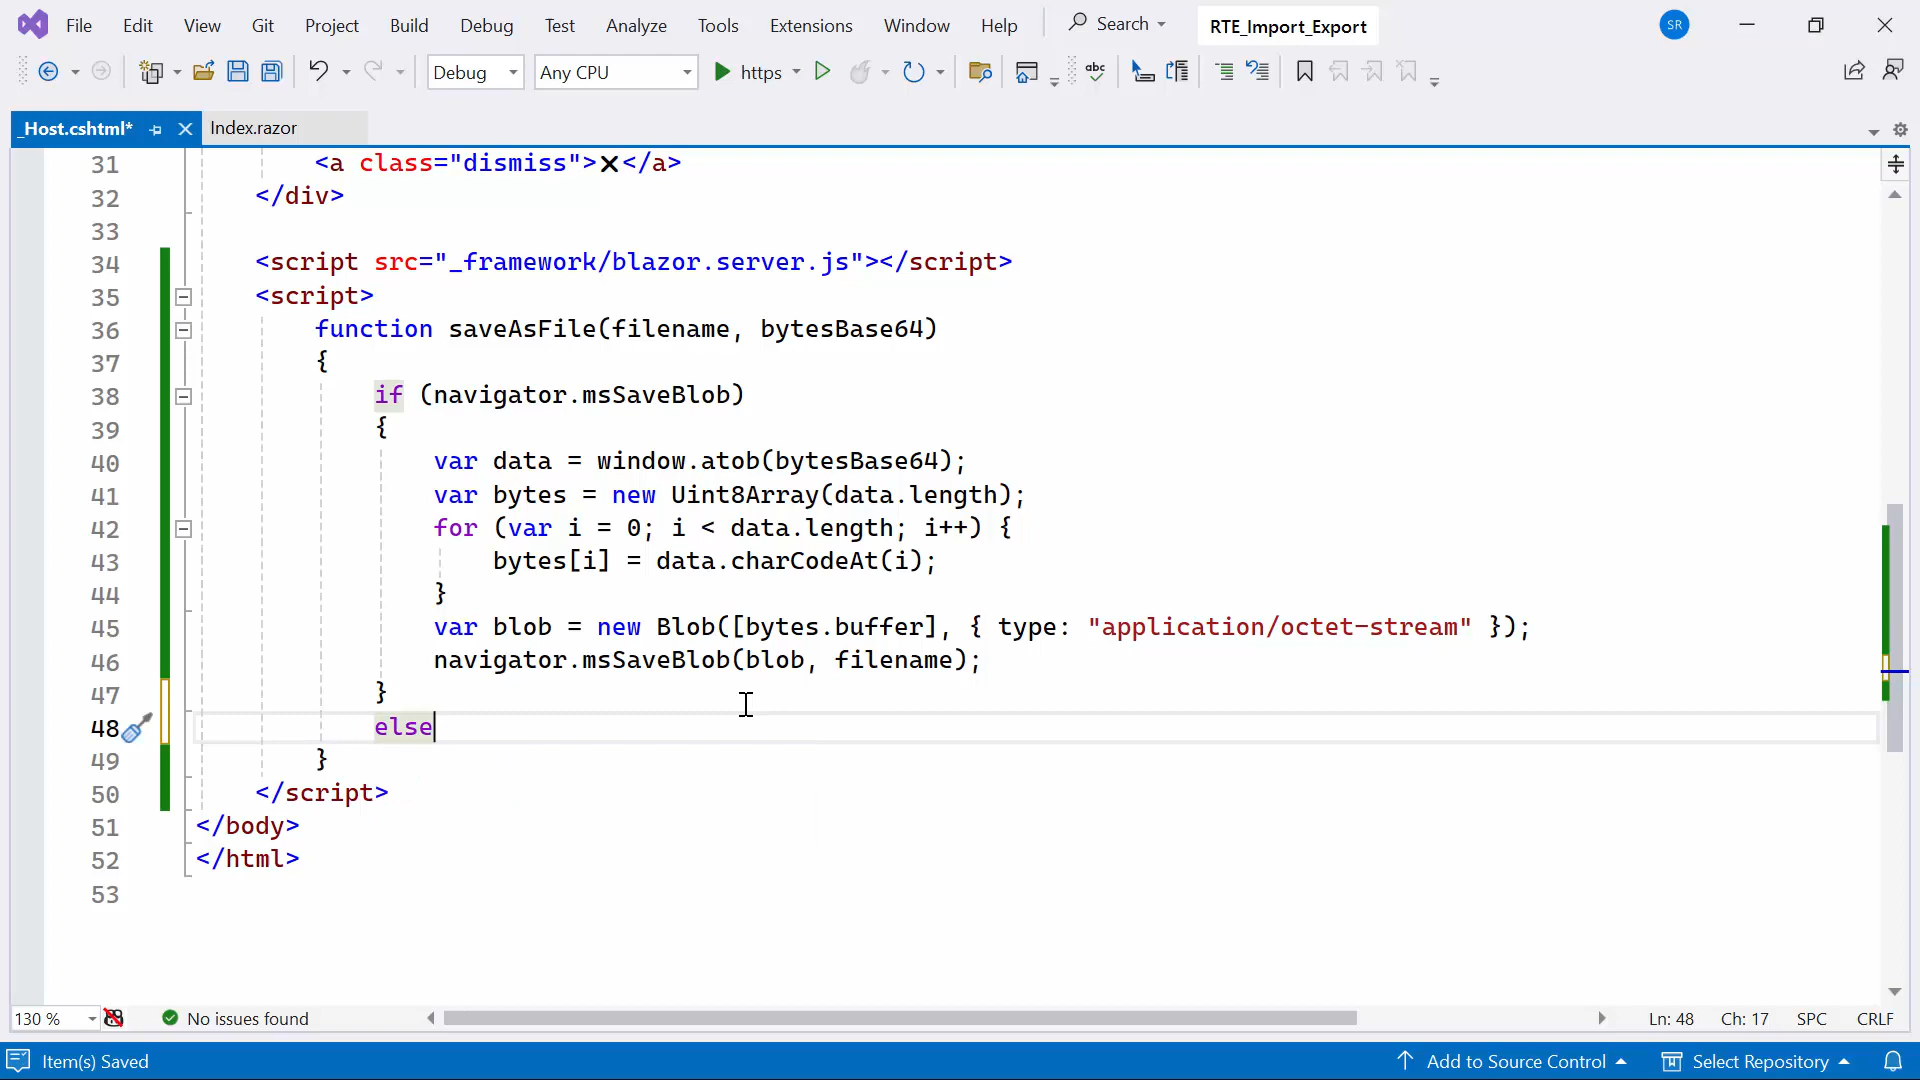 File Edit View Git Project Build Debug Test Analyze Tools Extensions Window Help Search RTE_Import_Export SR
Debug Any CPU https abc
_Host.cshtml* Index.razor
31 <a class="dismiss">🗙</a>
32 </div>
33
34 <script src="_framework/blazor.server.js"></script>
35 <script>
36 function saveAsFile(filename, bytesBase64)
37 {
38 if (navigator.msSaveBlob)
39 {
40 var data = window.atob(bytesBase64);
41 var bytes = new Uint8Array(data.length);
42 for (var i = 0; i < data.length; i++) {
43 bytes[i] = data.charCodeAt(i);
44 }
45 var blob = new Blob([bytes.buffer], { type: "application/octet-stream" });
46 navigator.msSaveBlob(blob, filename);
47 }
48 else
49 }
50 </script>
51 </body>
52 </html>
53
130 % No issues found Ln: 48 Ch: 17 SPC CRLF
Item(s) Saved Add to Source Control Select Repository